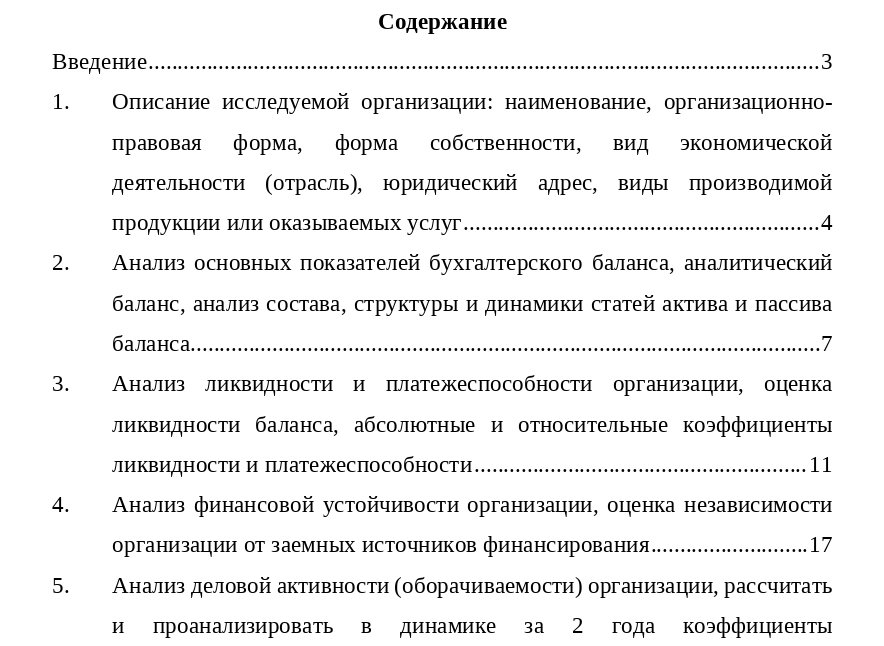 Содержание
Введение....................................................................................................................3
1. Описание исследуемой организации: наименование, организационно-
правовая форма, форма собственности, вид экономической
деятельности (отрасль), юридический адрес, виды производимой
продукции или оказываемых услуг.............................................................4
2. Анализ основных показателей бухгалтерского баланса, аналитический
баланс, анализ состава, структуры и динамики статей актива и пассива
баланса............................................................................................................7
3. Анализ ликвидности и платежеспособности организации, оценка
ликвидности баланса, абсолютные и относительные коэффициенты
ликвидности и платежеспособности.........................................................11
4. Анализ финансовой устойчивости организации, оценка независимости
организации от заемных источников финансирования...........................17
5. Анализ деловой активности (оборачиваемости) организации, рассчитать
и проанализировать в динамике за 2 года коэффициенты